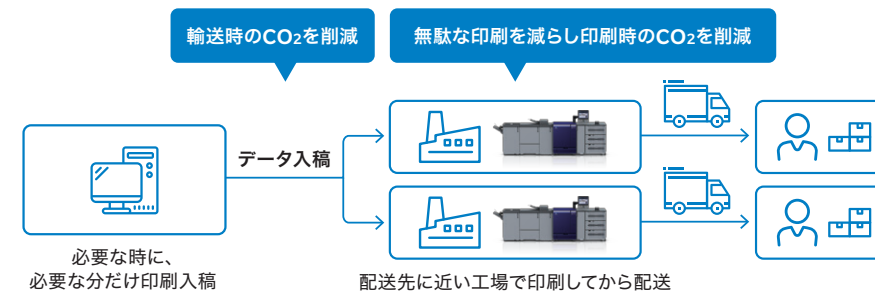 輸送時のCO₂を削減
無駄な印刷を減らし印刷時のCO₂を削減
データ入稿
必要な時に、
必要な分だけ印刷入稿
配送先に近い工場で印刷してから配送